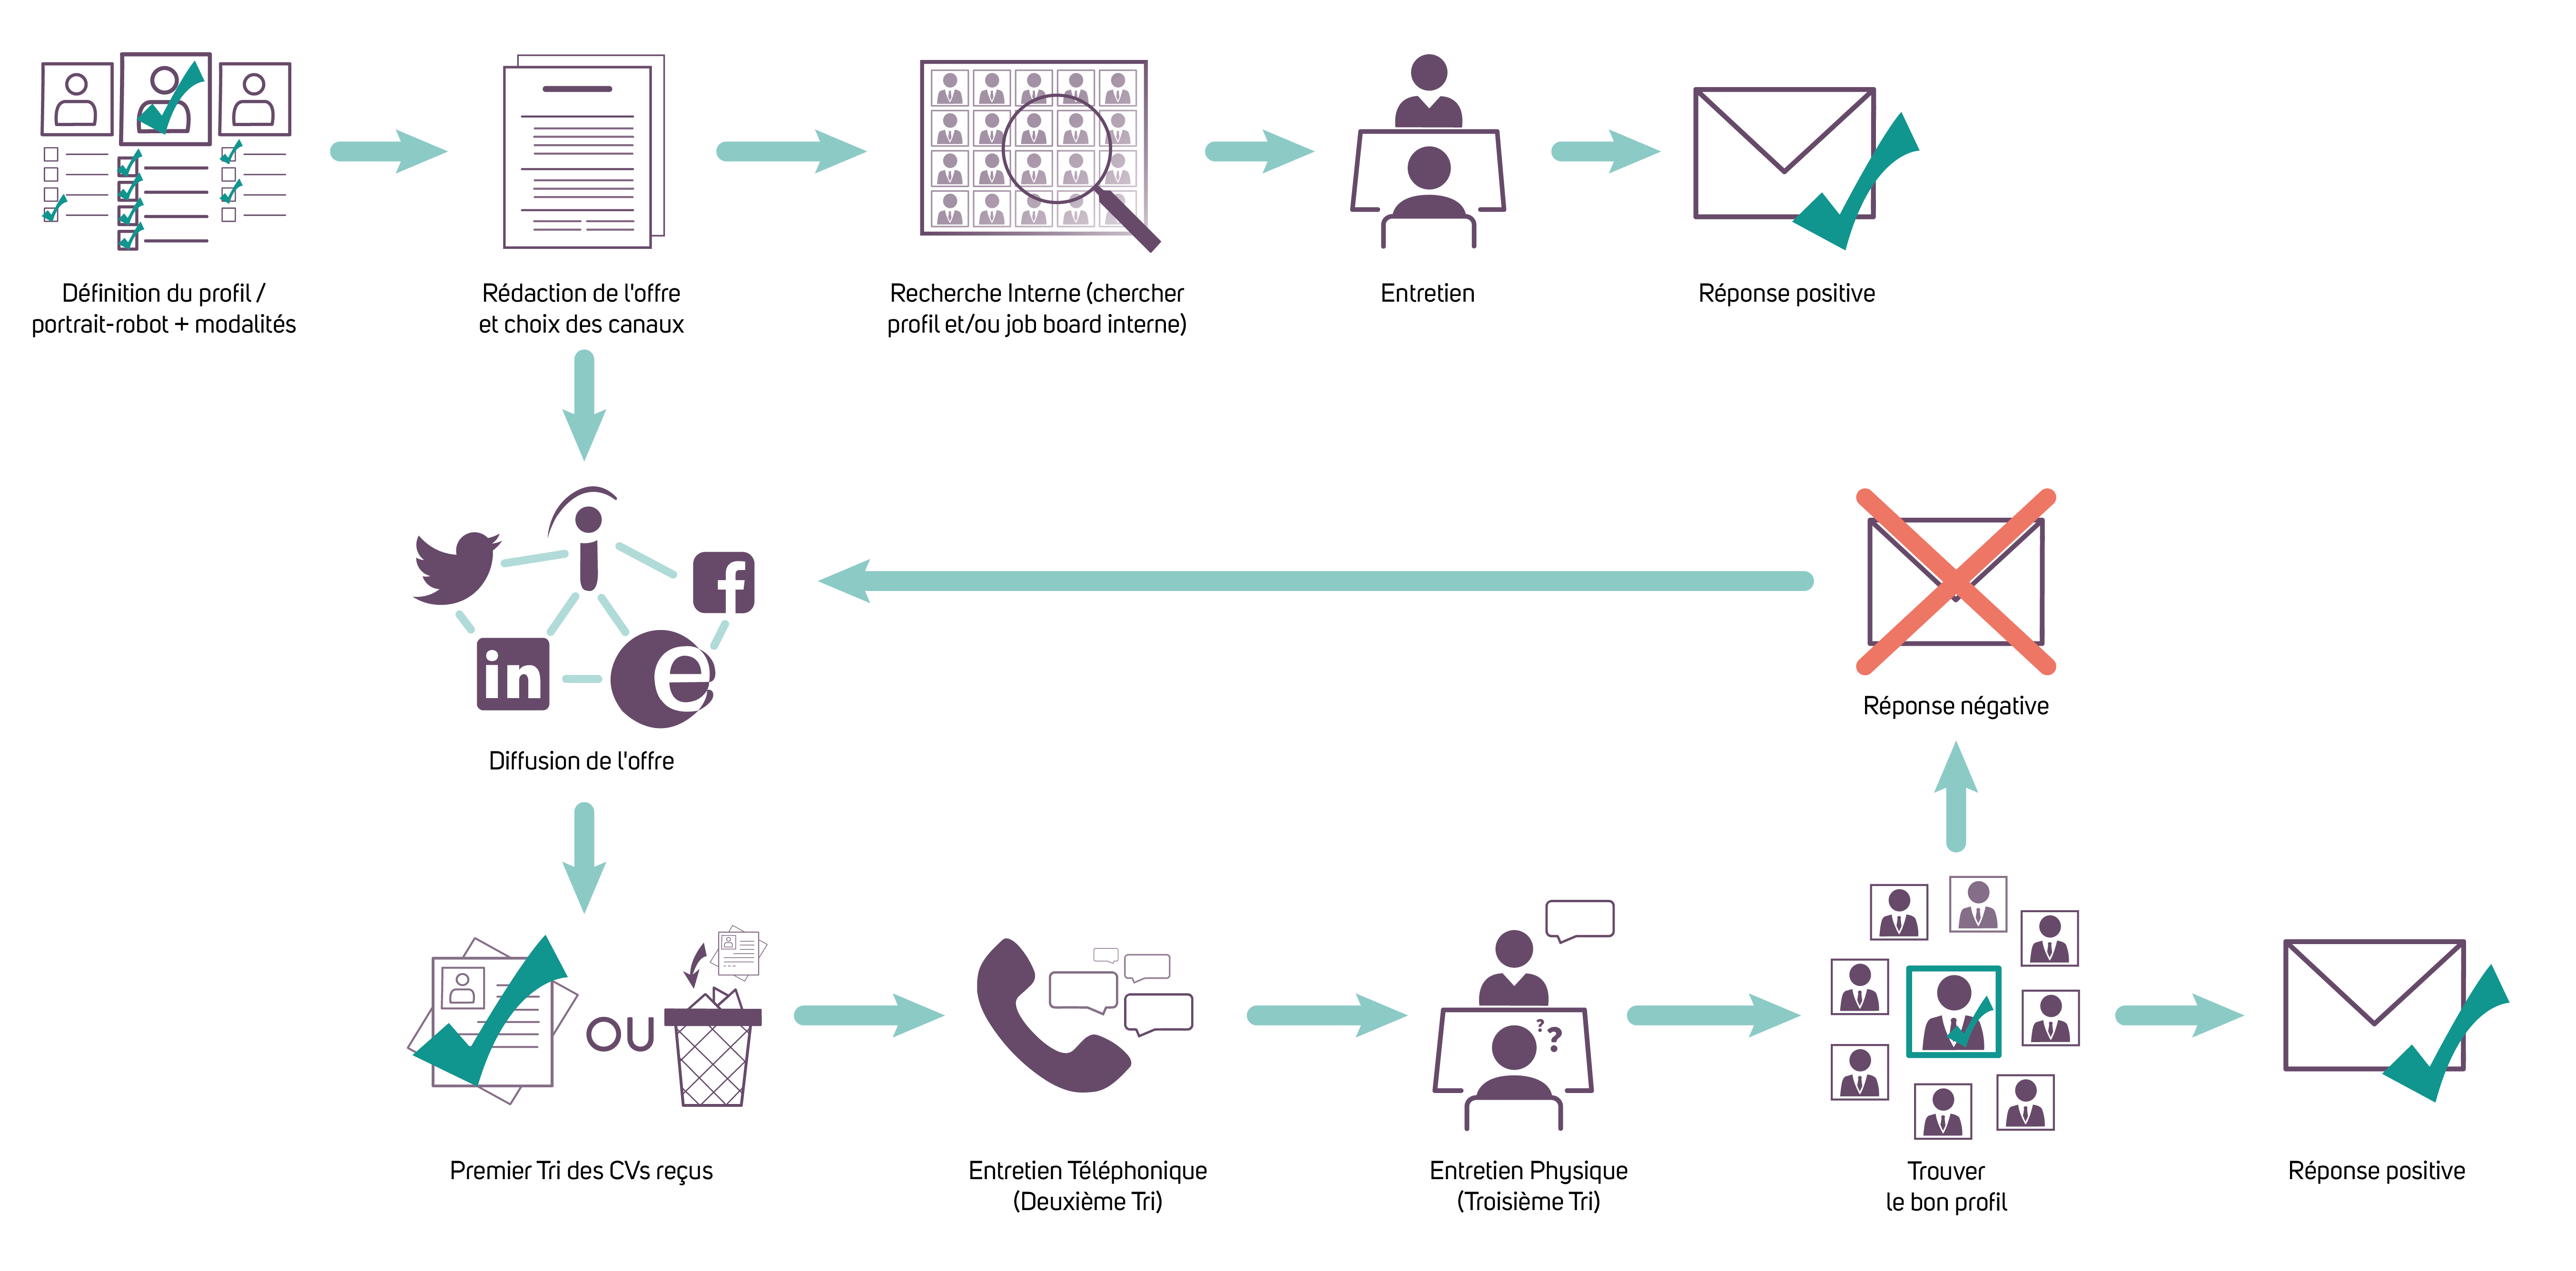 Définition du profil /
portrait-robot + modalités
Rédaction de l'offre
et choix des canaux
Recherche Interne (chercher
profil et/ou job board interne)
Entretien
Réponse positive
i
f
in
e
Diffusion de l'offre
Réponse négative
OU
? ?
Premier Tri des CVs reçus
Entretien Téléphonique
(Deuxième Tri)
Entretien Physique
(Troisième Tri)
Trouver
le bon profil
Réponse positive